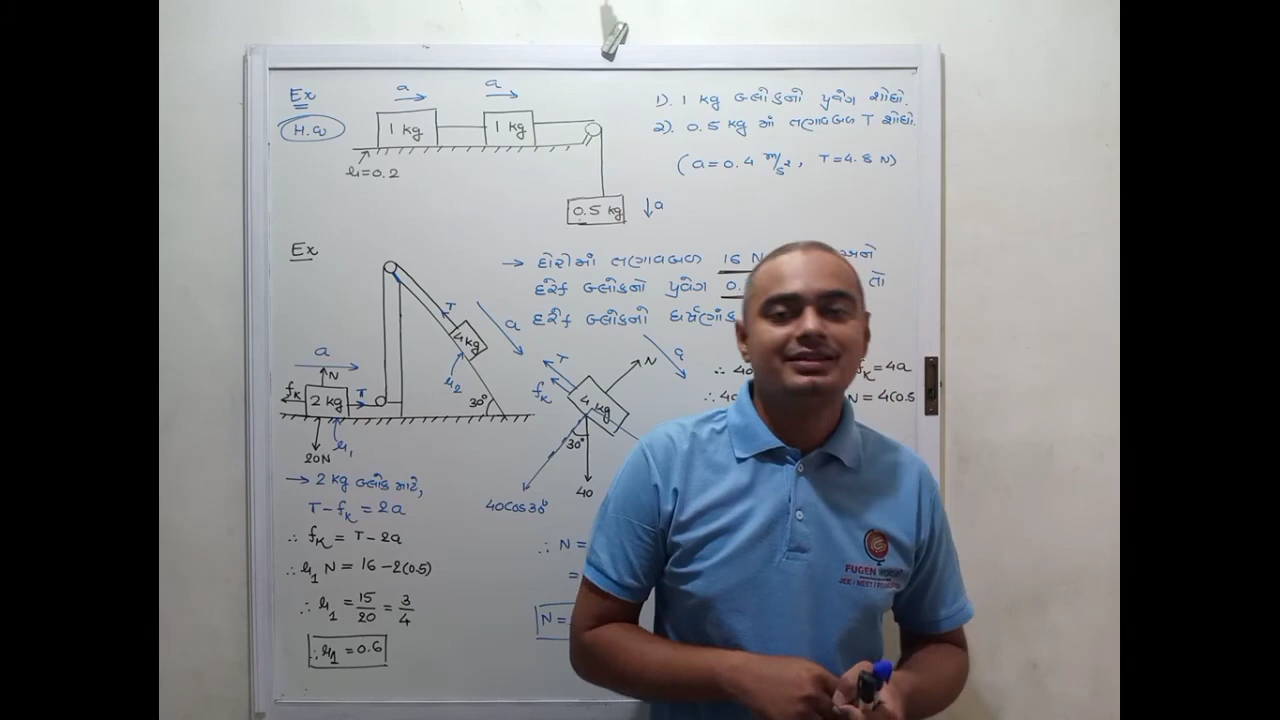 Ex
H.W
a
a
1 kg
1 kg
μ=0.2
0.5 kg
↓a
1). 1 kg બ્લોકનો પ્રવેગ શોધો.
2). 0.5 kg માં તણાવબળ T શોધો.
(a=0.4 m/s², T=4.8 N)
Ex
→ દોરીમાં તણાવબળ 16 N અને
દરેક બ્લોકનો પ્રવેગ 0. તો
દરેક બ્લોકનો ઘર્ષણાંક
T
a
4 kg
μ2
30°
a
N
fk
2 kg
T
μ1
20N
a
T
N
fk
4 kg
30°
40cos30°
40
∴ 40 fk = 4a
∴ 40 N = 4(0.5
→ 2 kg બ્લોક માટે,
T - fk = 2a
∴ fk = T - 2a
∴ μ1 N = 16 - 2(0.5)
∴ μ1 = 15/20 = 3/4
∴ μ1 = 0.6
∴ N =
=
N =
FUGEN